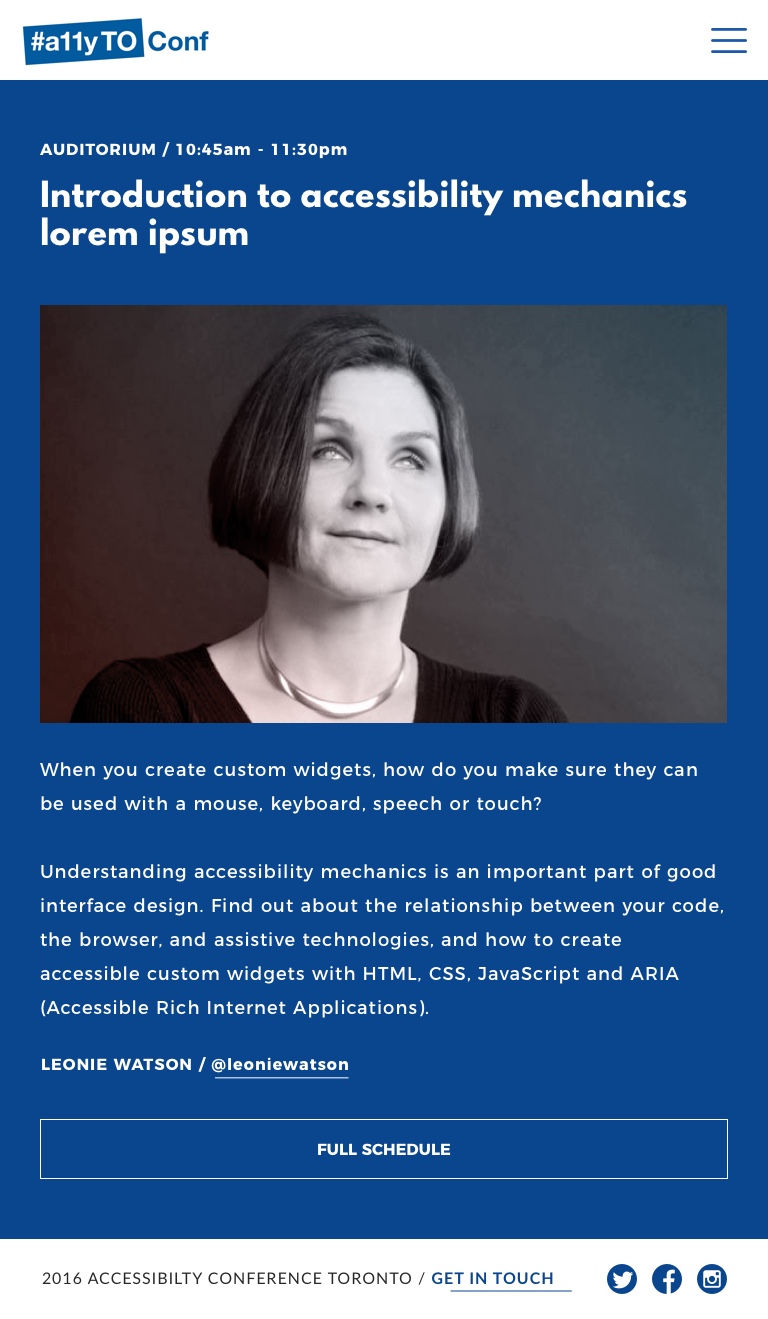 #a11yTO Conf
AUDITORIUM / 10:45am - 11:30pm
Introduction to accessibility mechanics
lorem ipsum
When you create custom widgets, how do you make sure they can
be used with a mouse, keyboard, speech or touch?
Understanding accessibility mechanics is an important part of good
interface design. Find out about the relationship between your code,
the browser, and assistive technologies, and how to create
accessible custom widgets with HTML, CSS, JavaScript and ARIA
(Accessible Rich Internet Applications).
LEONIE WATSON / @leoniewatson
FULL SCHEDULE
2016 ACCESSIBILTY CONFERENCE TORONTO / GET IN TOUCH